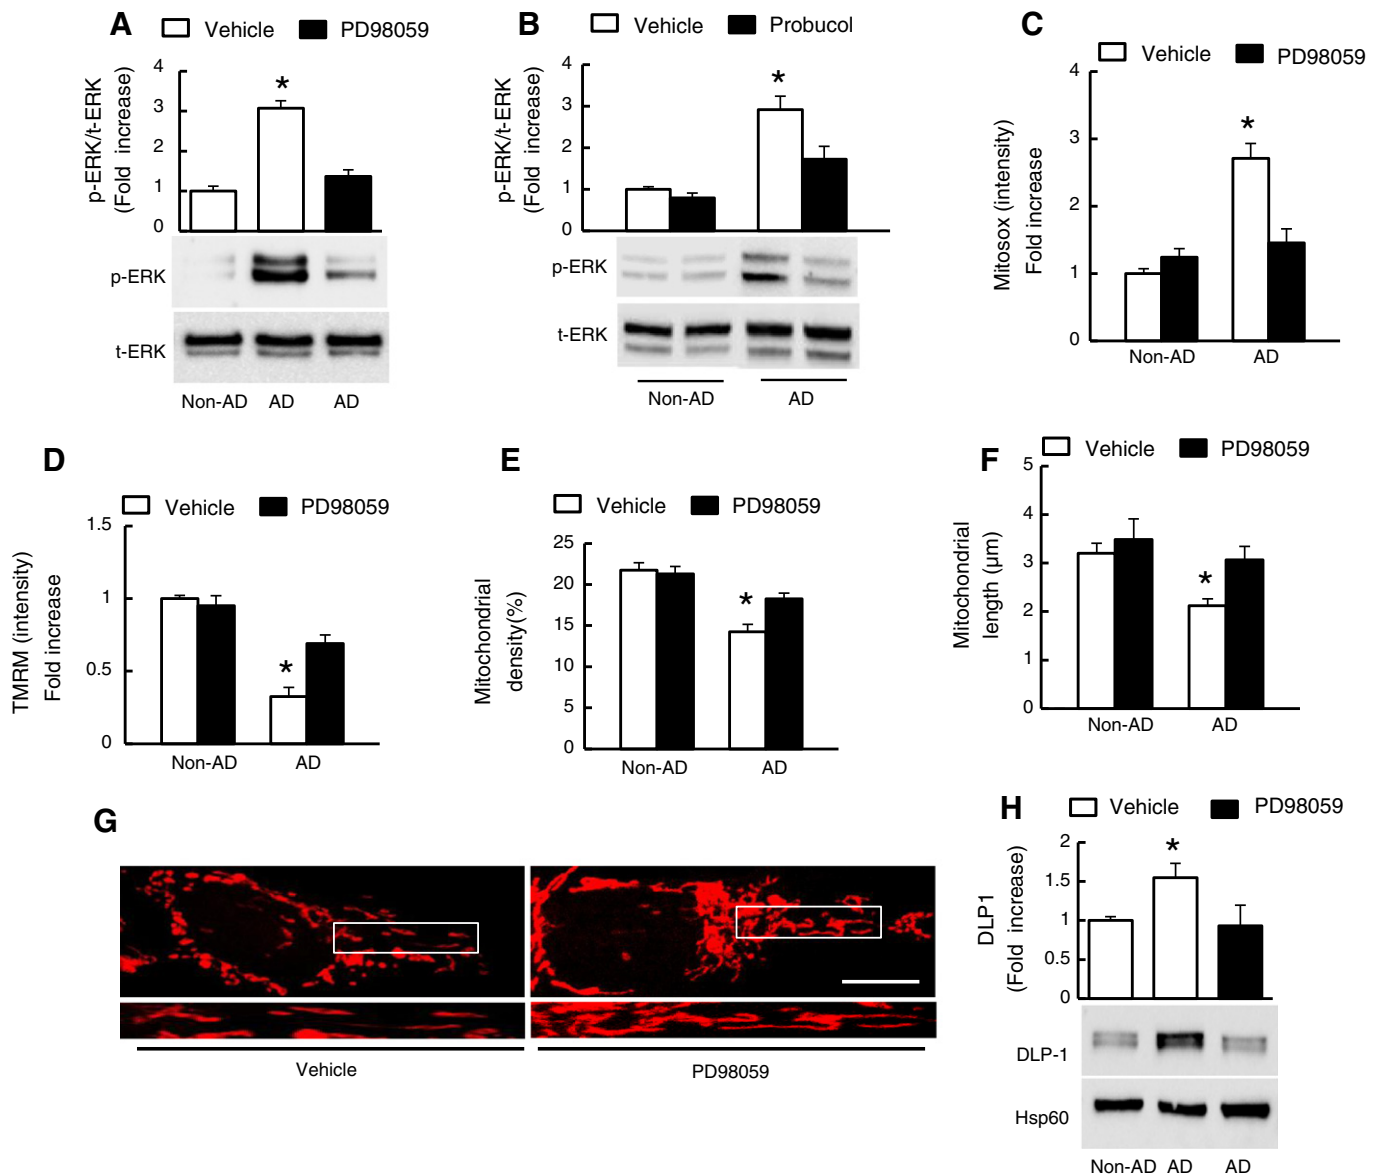 A
Vehicle
PD98059
p-ERK/t-ERK
(Fold increase)
4
3
2
1
0
*
p-ERK
t-ERK
Non-AD
AD
AD
B
Vehicle
Probucol
p-ERK/t-ERK
(Fold increase)
4
3
2
1
0
*
p-ERK
t-ERK
Non-AD
AD
C
Vehicle
PD98059
Mitosox (intensity)
Fold increase
4
3
2
1
0
*
Non-AD
AD
D
Vehicle
PD98059
TMRM (intensity)
Fold increase
1.5
1
0.5
0
*
Non-AD
AD
E
Vehicle
PD98059
Mitochondrial
density(%)
25
20
15
10
5
0
*
Non-AD
AD
F
Vehicle
PD98059
Mitochondrial
length (µm)
5
4
3
2
1
0
*
Non-AD
AD
G
Vehicle
PD98059
H
Vehicle
PD98059
DLP1
(Fold increase)
2
1.5
1
0.5
0
*
DLP-1
Hsp60
Non-AD
AD
AD